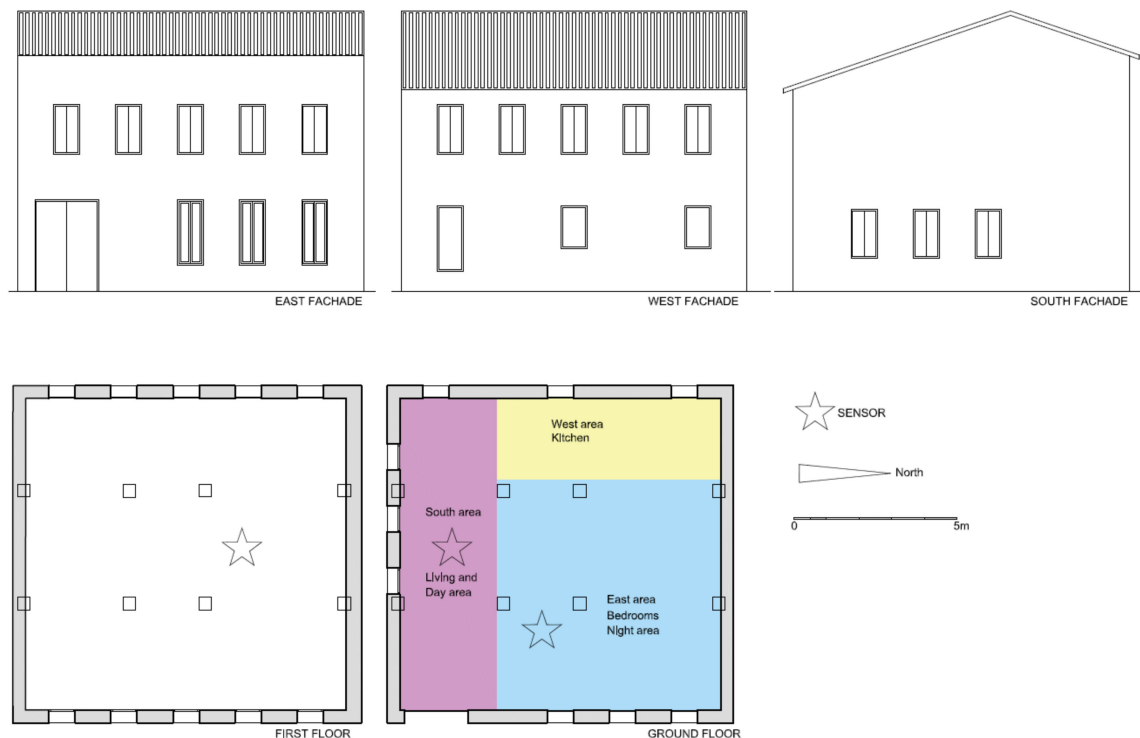 EAST FACHADE
WEST FACHADE
SOUTH FACHADE
West area
Kitchen
South area
Living and
Day area
East area
Bedrooms
Night area
SENSOR
North
0 5m
FIRST FLOOR
GROUND FLOOR